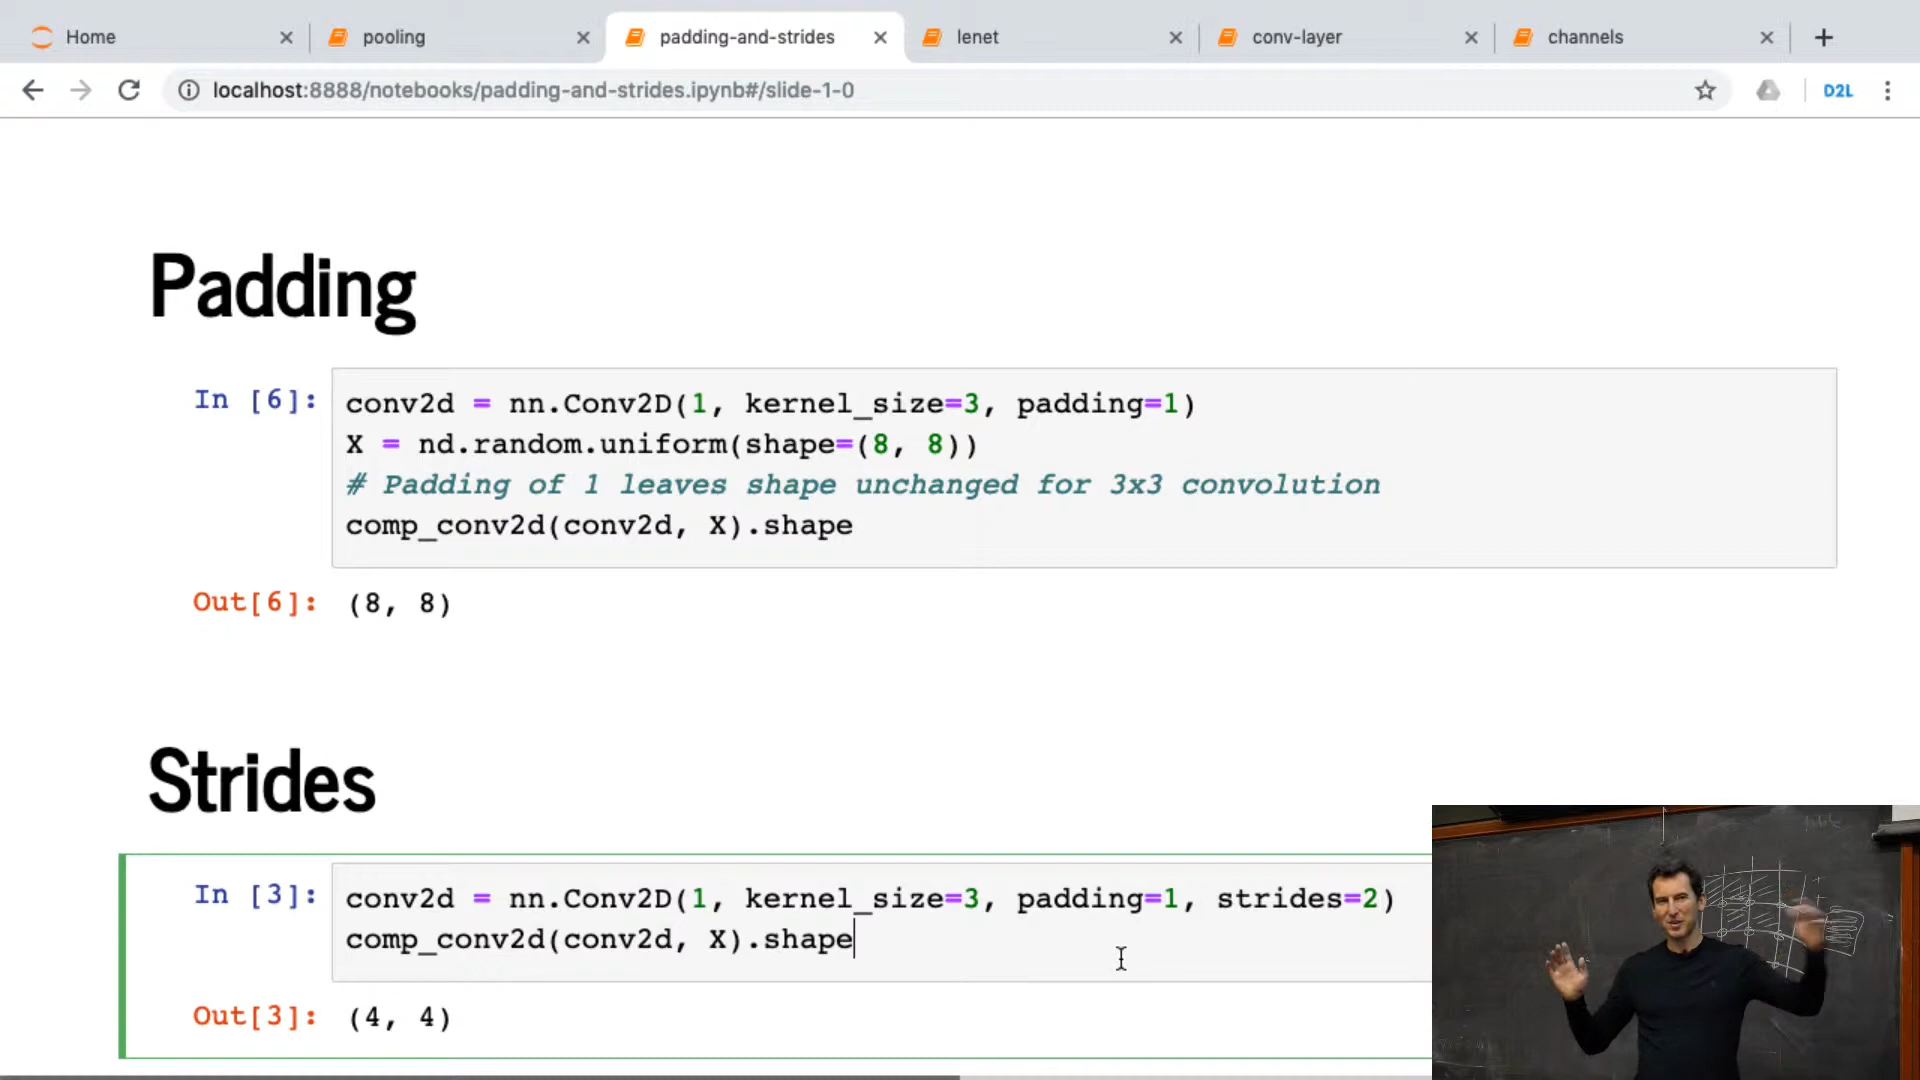 Home
pooling
padding-and-strides
lenet
conv-layer
channels
localhost:8888/notebooks/padding-and-strides.ipynb#/slide-1-0
D2L
Padding
In [6]:
conv2d = nn.Conv2D(1, kernel_size=3, padding=1)
X = nd.random.uniform(shape=(8, 8))
# Padding of 1 leaves shape unchanged for 3x3 convolution
comp_conv2d(conv2d, X).shape
Out[6]: (8, 8)
Strides
In [3]:
conv2d = nn.Conv2D(1, kernel_size=3, padding=1, strides=2)
comp_conv2d(conv2d, X).shape
Out[3]: (4, 4)